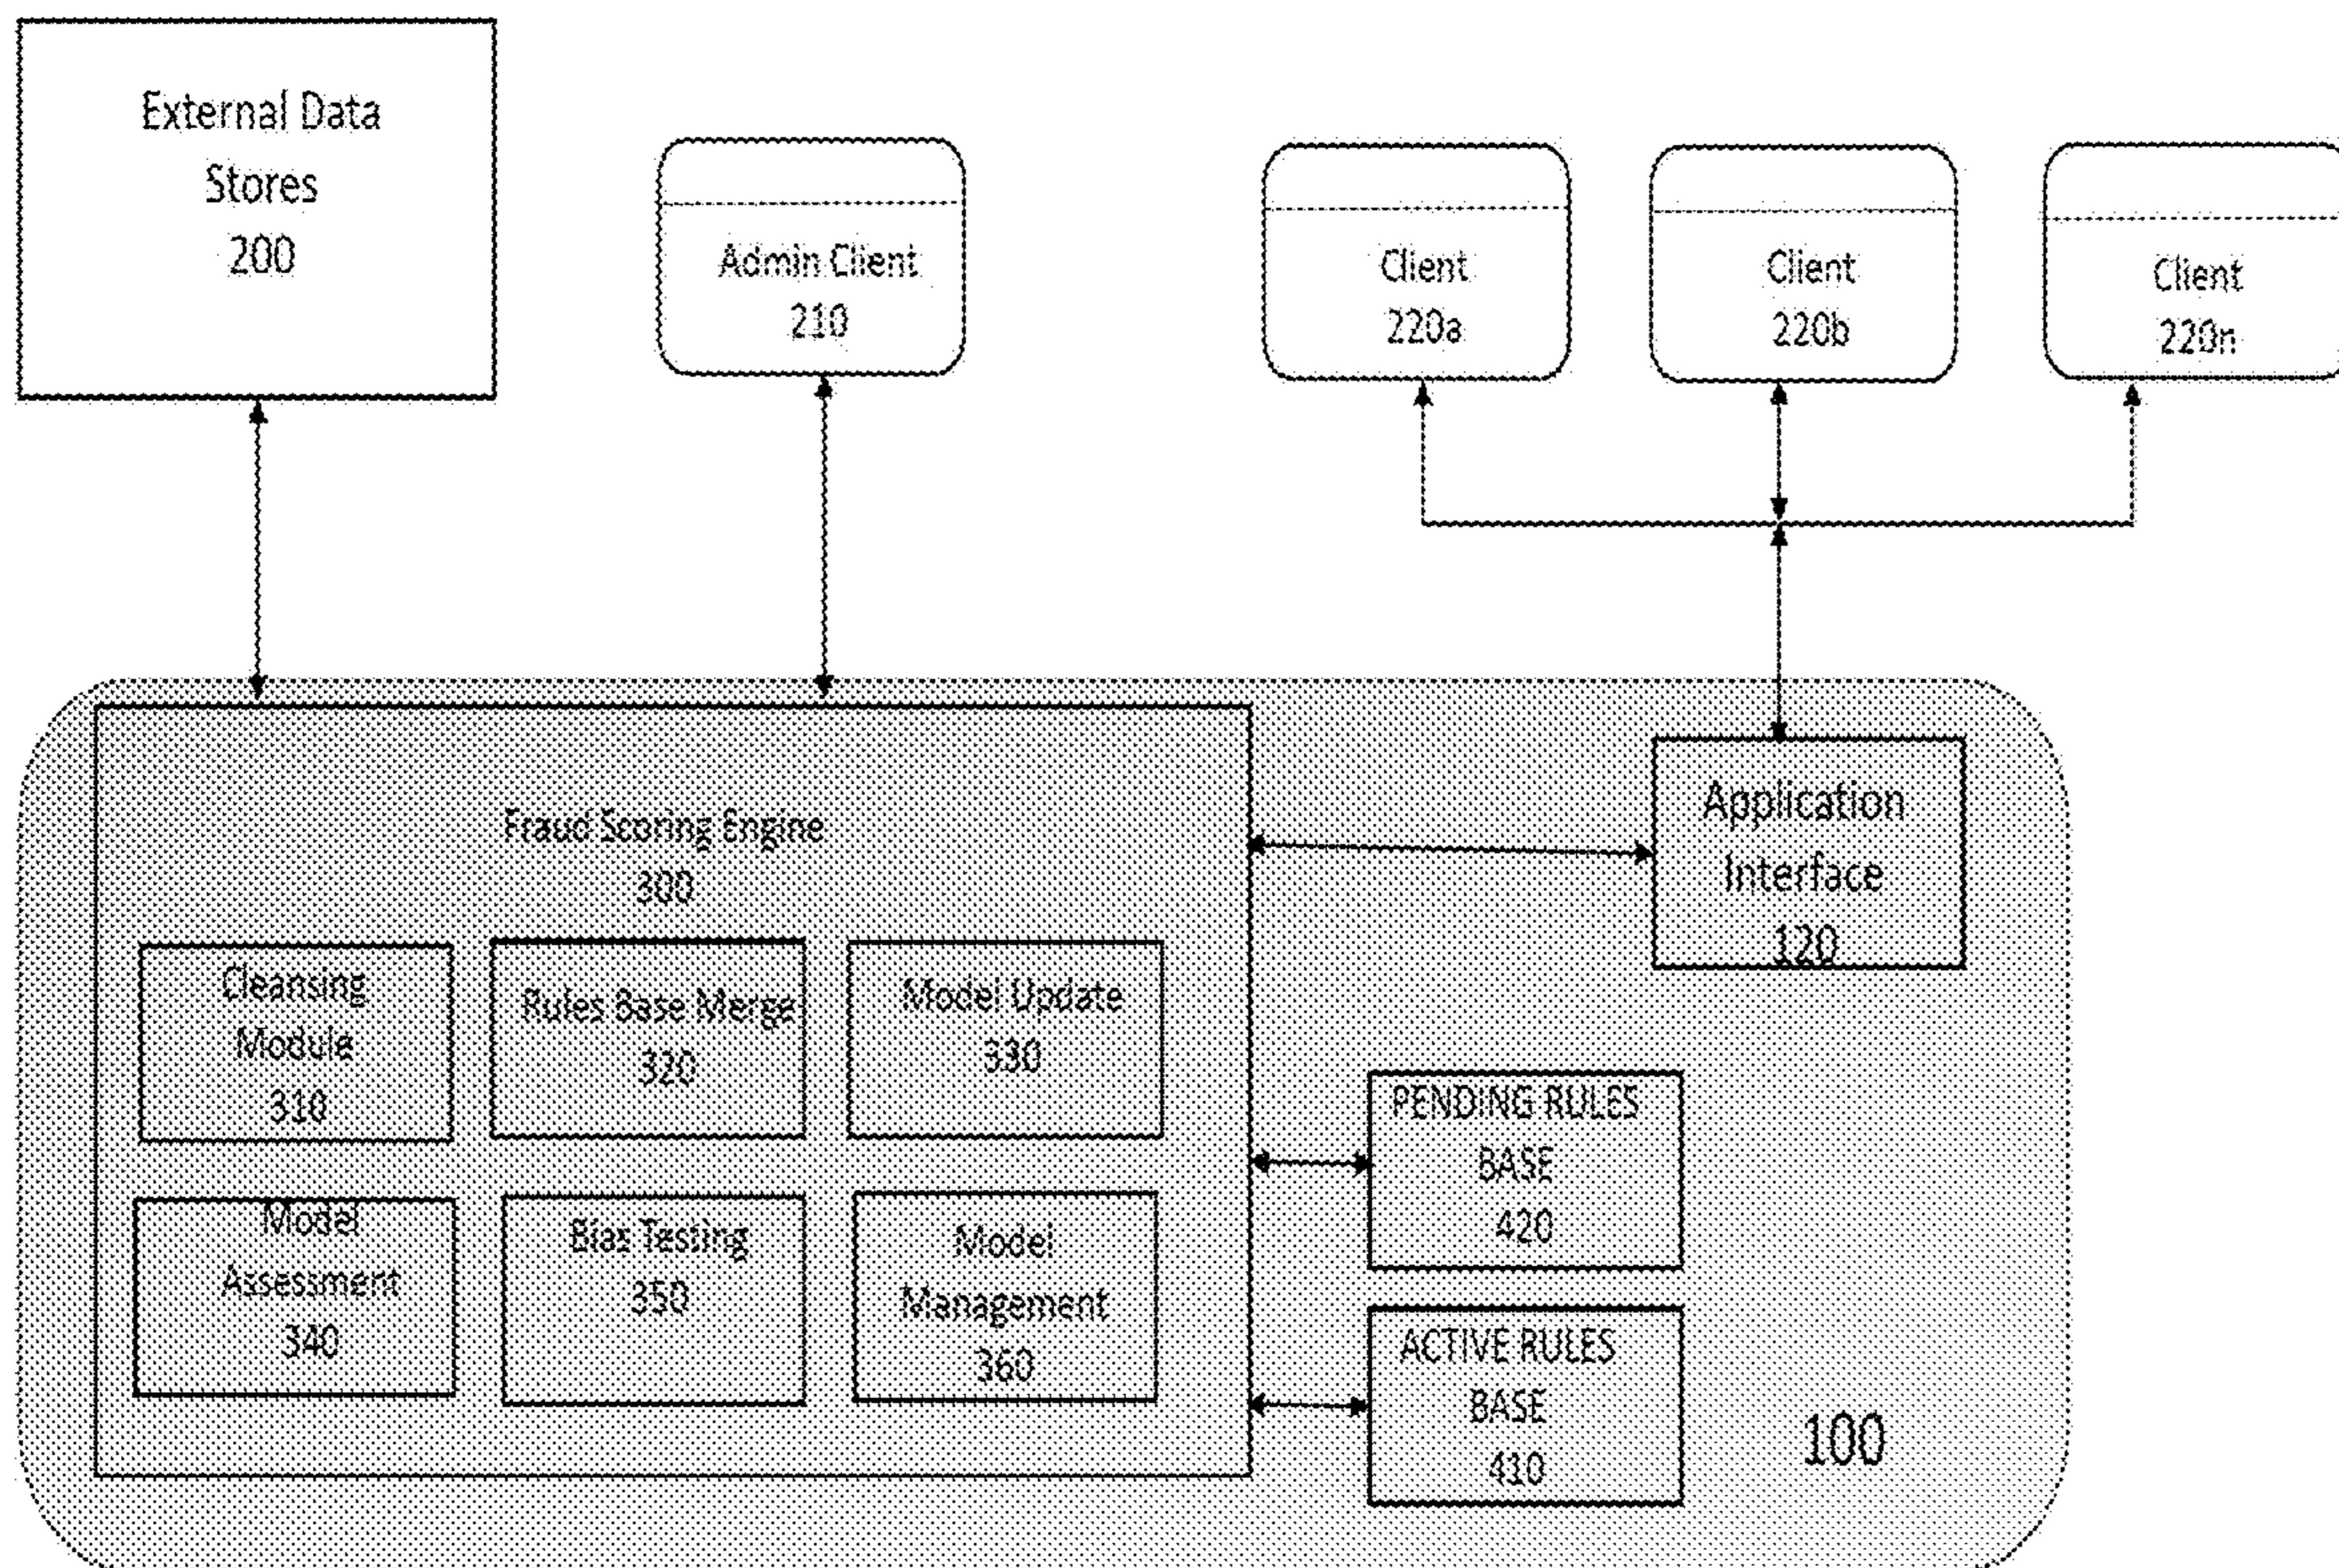 External Data
Stores
200
Admin Client
210
Client
220a
Client
220b
Client
220n
Fraud Scoring Engine
300
Application
Interface
120
Cleansing
Module
310
Rules Base Merge
320
Model Update
330
Model
Assessment
340
Bias Testing
350
Model
Management
360
PENDING RULES
BASE
420
ACTIVE RULES
BASE
410
100